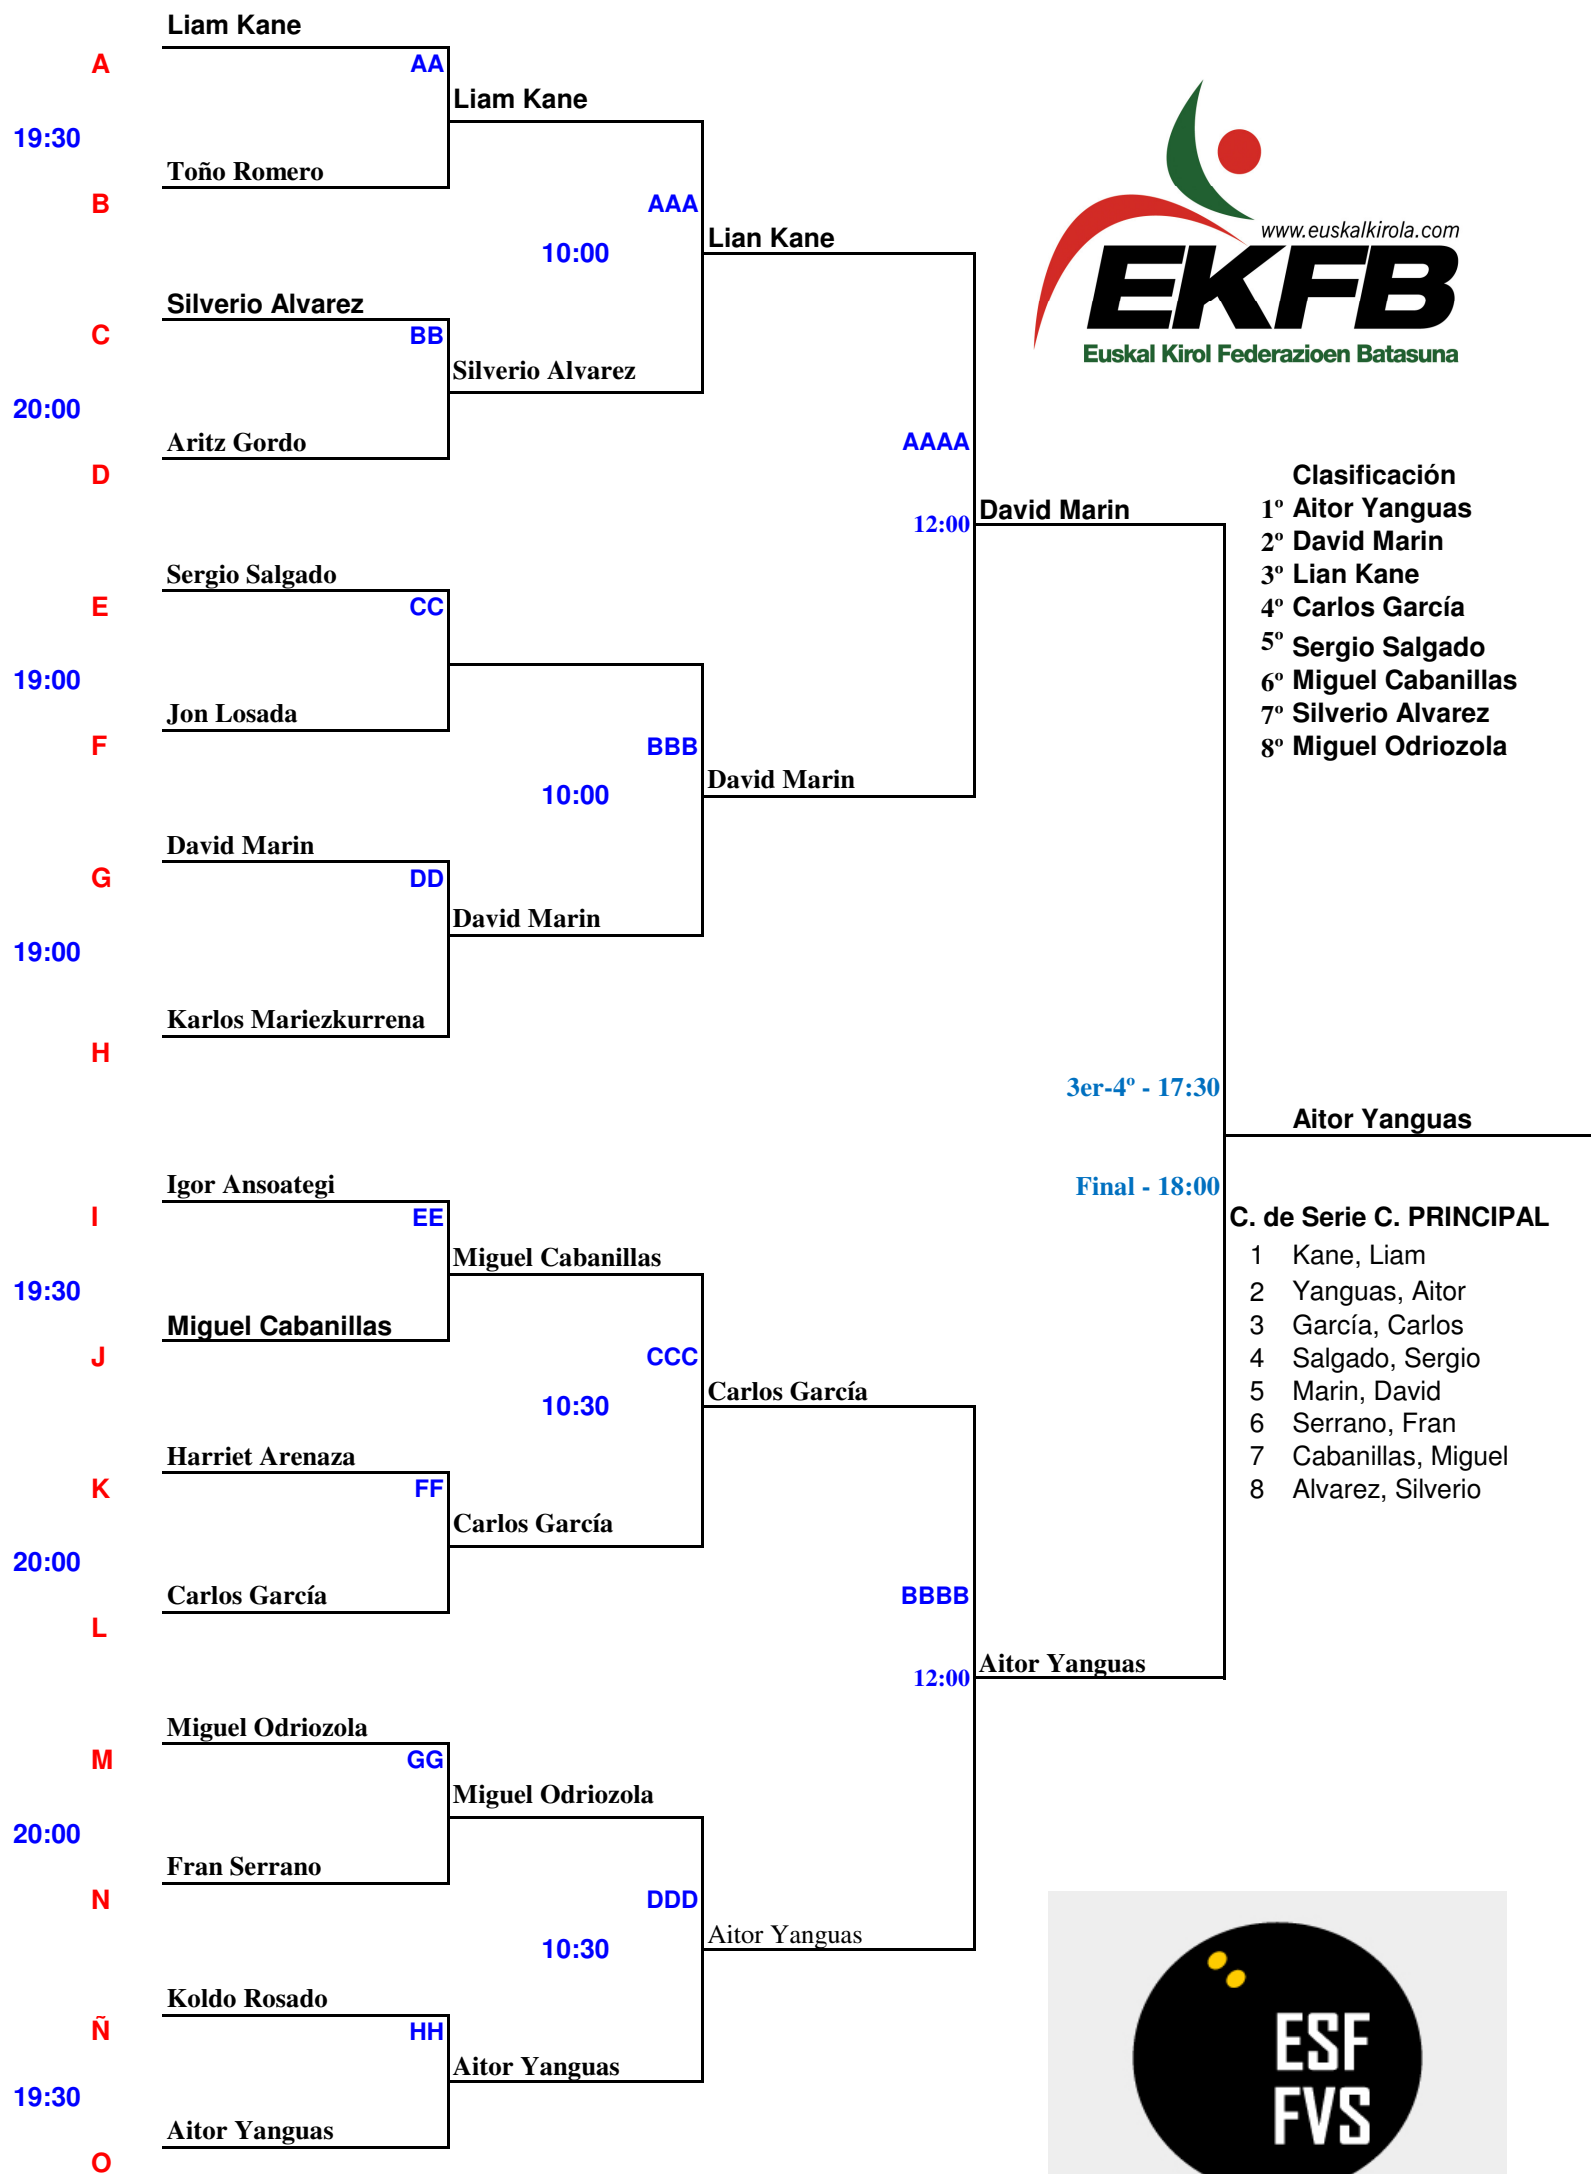 Liam Kane
A
AA
Liam Kane
19:30
Toño Romero
B
AAA
Lian Kane
10:00
www.euskalkirola.com
EKFB
Euskal Kirol Federazioen Batasuna
Silverio Alvarez
C
BB
Silverio Alvarez
20:00
Aritz Gordo
D
AAAA
David Marin
12:00
Clasificación
1º Aitor Yanguas
2º David Marin
3º Lian Kane
4º Carlos García
5º Sergio Salgado
6º Miguel Cabanillas
7º Silverio Alvarez
8º Miguel Odriozola
Sergio Salgado
E
CC
19:00
Jon Losada
F
BBB
David Marin
10:00
David Marin
G
DD
David Marin
19:00
Karlos Mariezkurrena
H
3er-4º - 17:30
Aitor Yanguas
Final - 18:00
Igor Ansoategi
I
EE
Miguel Cabanillas
19:30
Miguel Cabanillas
J
CCC
Carlos García
10:30
C. de Serie C. PRINCIPAL
1 Kane, Liam
2 Yanguas, Aitor
3 García, Carlos
4 Salgado, Sergio
5 Marin, David
6 Serrano, Fran
7 Cabanillas, Miguel
8 Alvarez, Silverio
Harriet Arenaza
K
FF
Carlos García
20:00
Carlos García
L
BBBB
Aitor Yanguas
12:00
Miguel Odriozola
M
GG
Miguel Odriozola
20:00
Fran Serrano
N
DDD
Aitor Yanguas
10:30
Koldo Rosado
Ñ
HH
Aitor Yanguas
19:30
Aitor Yanguas
O
ESF
FVS